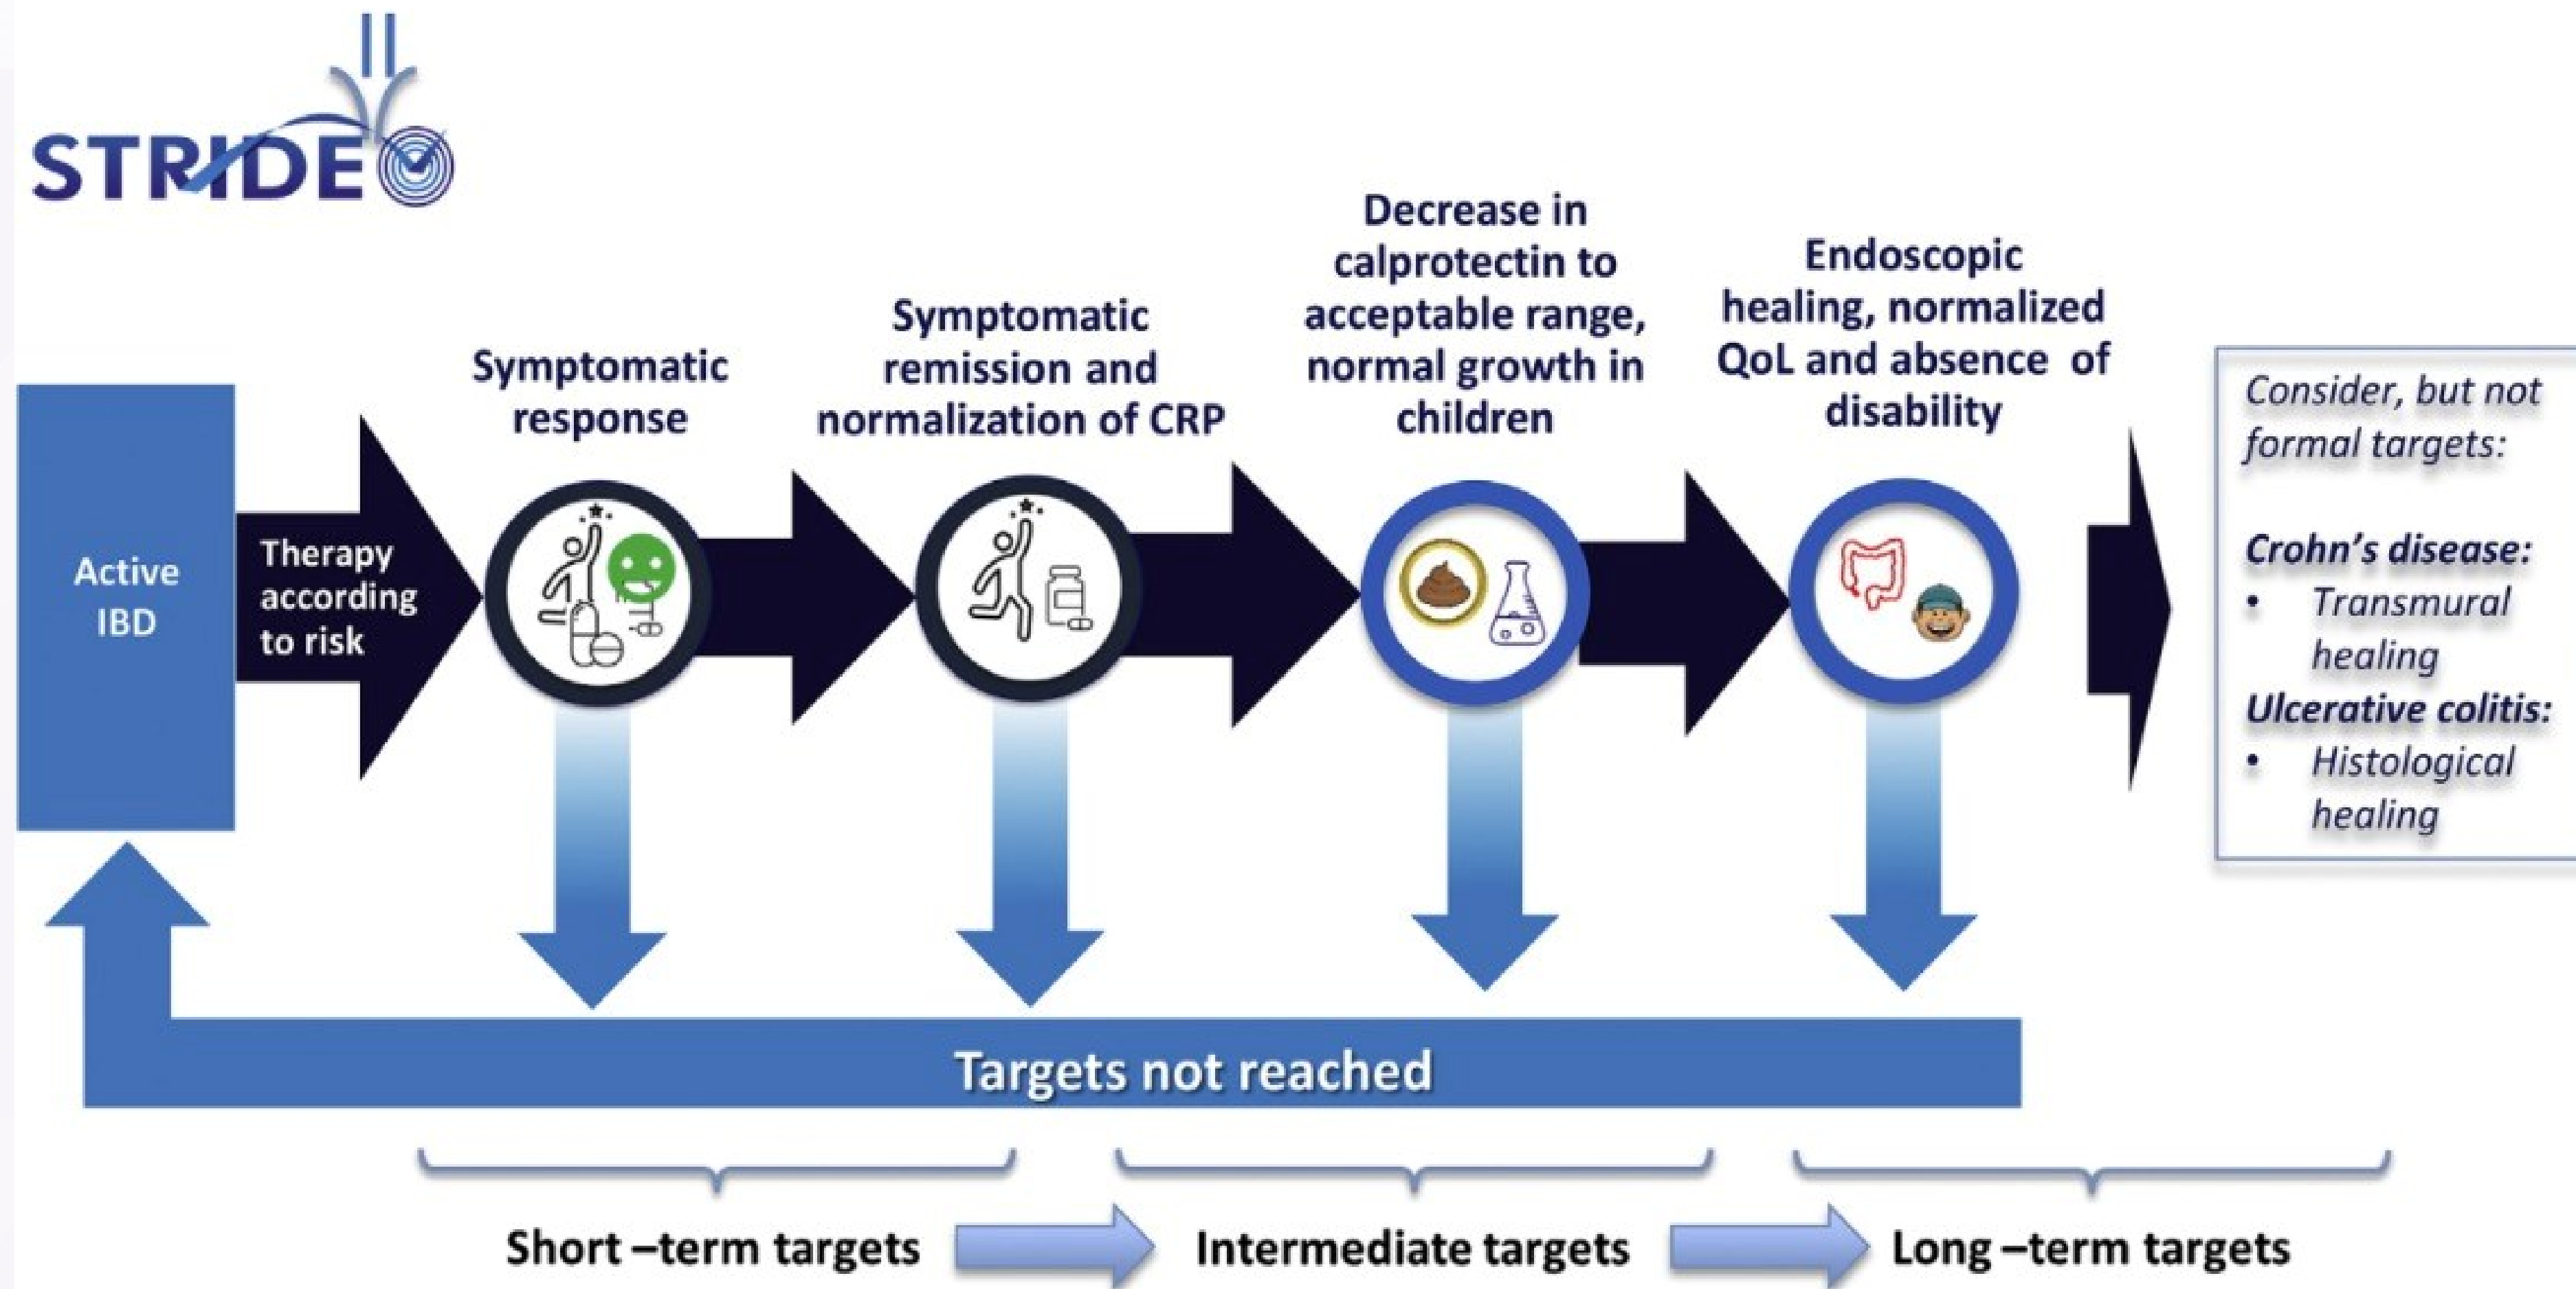 II
STRIDE
Active
IBD
Therapy
according
to risk
Symptomatic
response
Symptomatic
remission and
normalization of CRP
Decrease in
calprotectin to
acceptable range,
normal growth in
children
Endoscopic
healing, normalized
QoL and absence of
disability
Consider, but not
formal targets:
Crohn’s disease:
• Transmural
healing
Ulcerative colitis:
• Histological
healing
Targets not reached
Short –term targets
Intermediate targets
Long –term targets